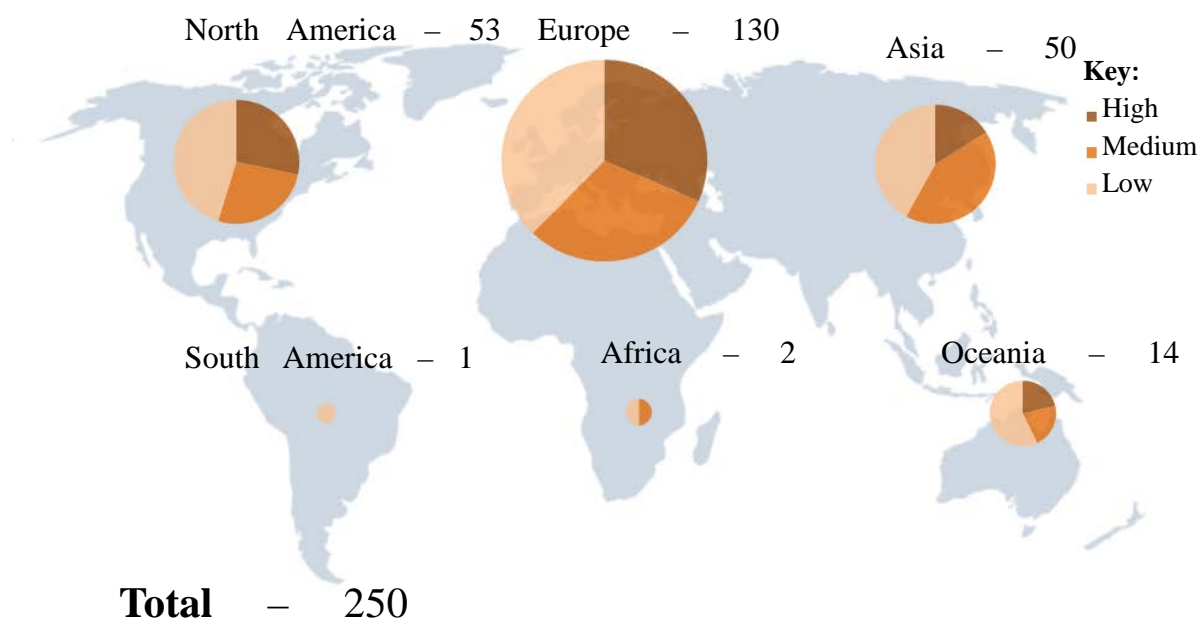 North America – 53
Europe – 130
Asia – 50
Key:
High
Medium
Low
South America – 1
Africa – 2
Oceania – 14
Total – 250